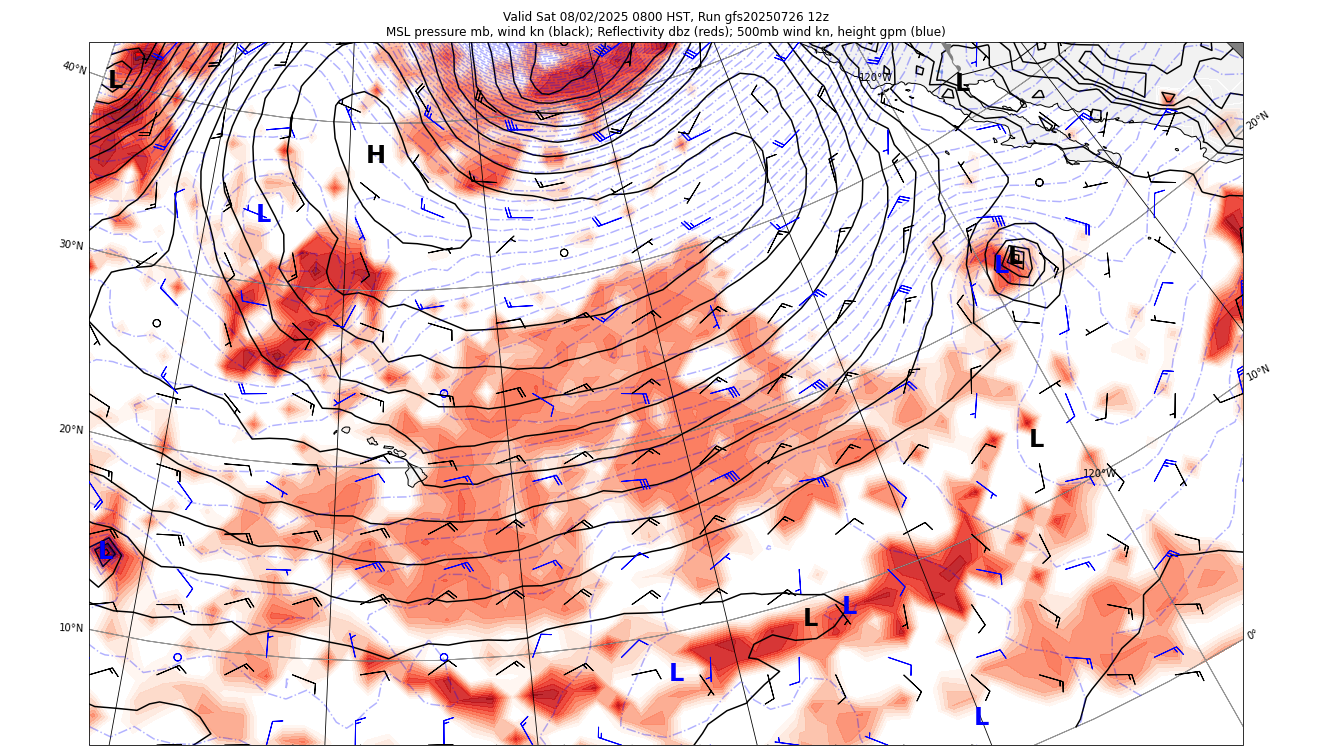 Valid Sat 08/02/2025 0800 HST, Run gfs20250726 12z
MSL pressure mb, wind kn (black); Reflectivity dbz (reds); 500mb wind kn, height gpm (blue)
40°N
L
120°W
L
20°N
H
L
30°N
L
L
10°N
20°N
L
120°W
L
10°N
L
L
0°
L
L